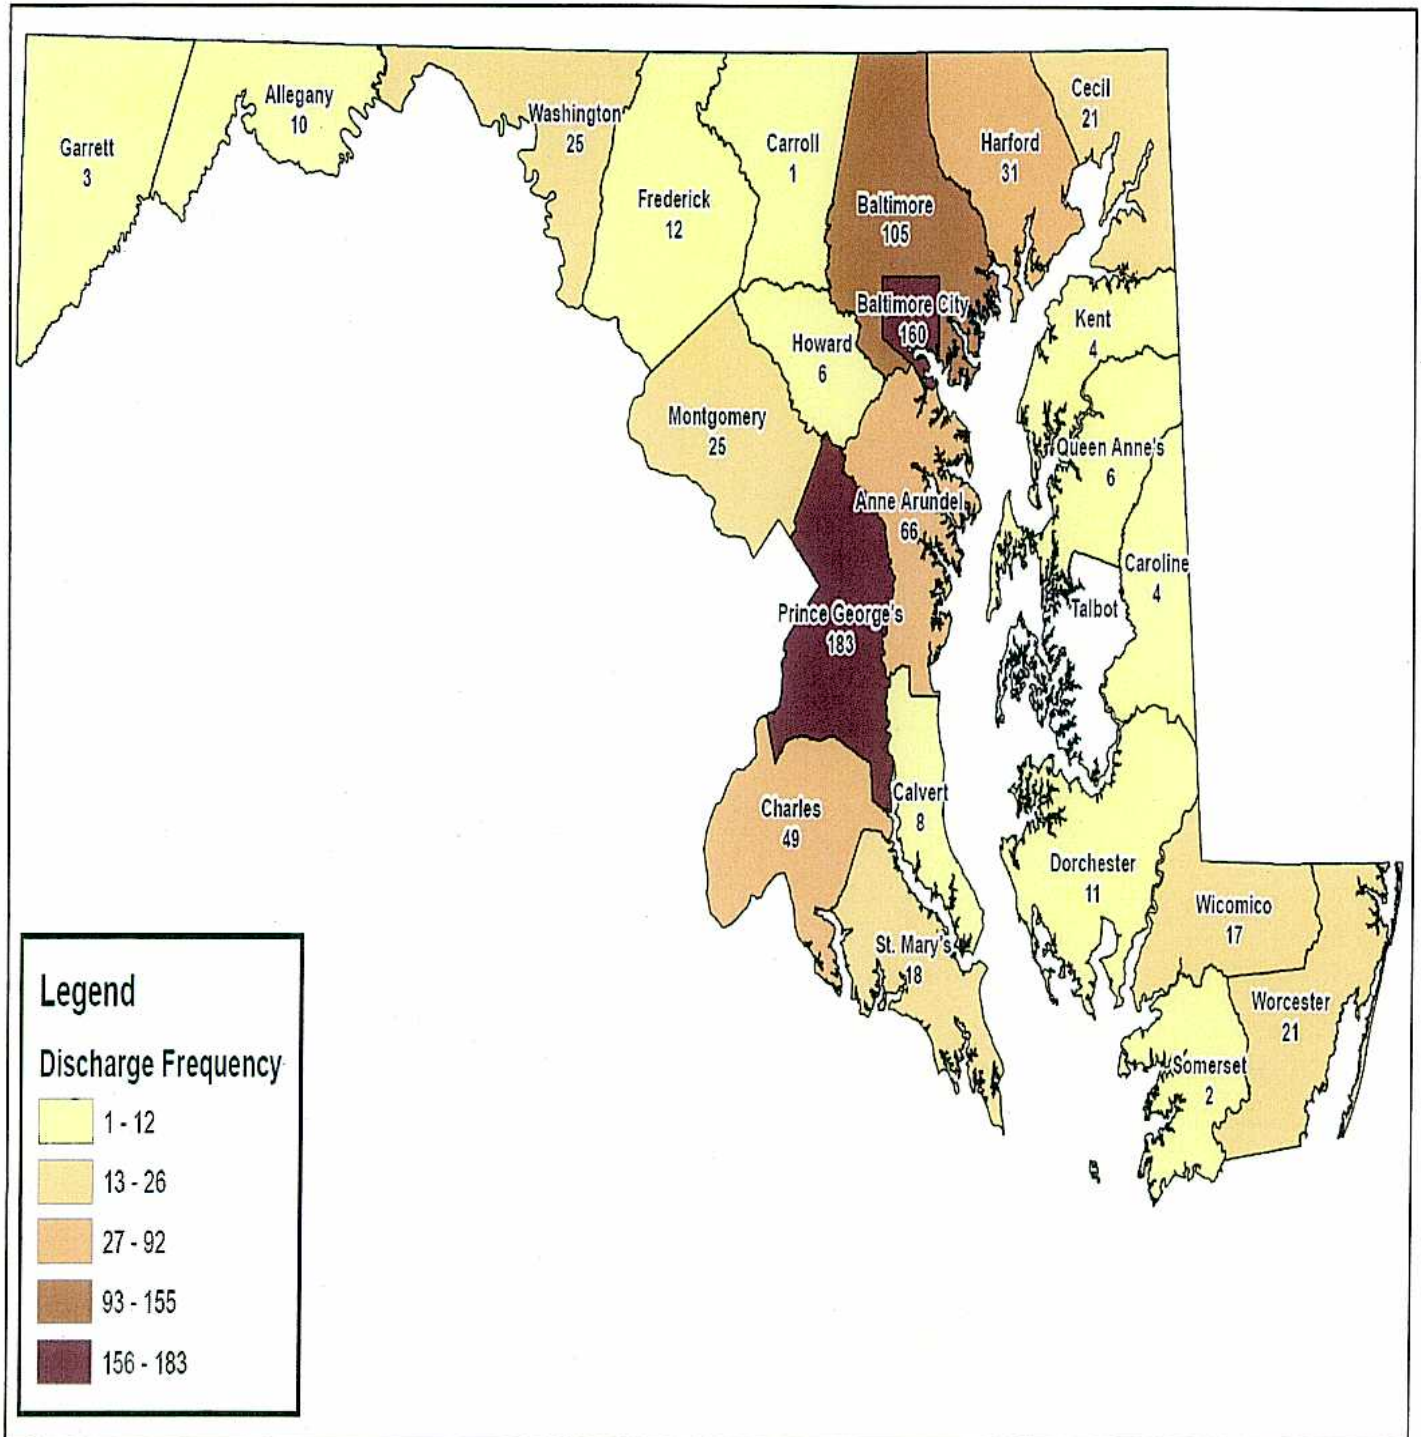 Garrett
3
Allegany
10
Washington
25
Frederick
12
Carroll
1
Baltimore
105
Harford
31
Cecil
21
Baltimore City
160
Howard
6
Montgomery
25
Kent
4
Queen Anne's
6
Anne Arundel
66
Caroline
4
Talbot
Prince George's
183
Charles
49
Calvert
8
Dorchester
11
St. Mary's
18
Wicomico
17
Worcester
21
Somerset
2
Legend
Discharge Frequency
1 - 12
13 - 26
27 - 92
93 - 155
156 - 183